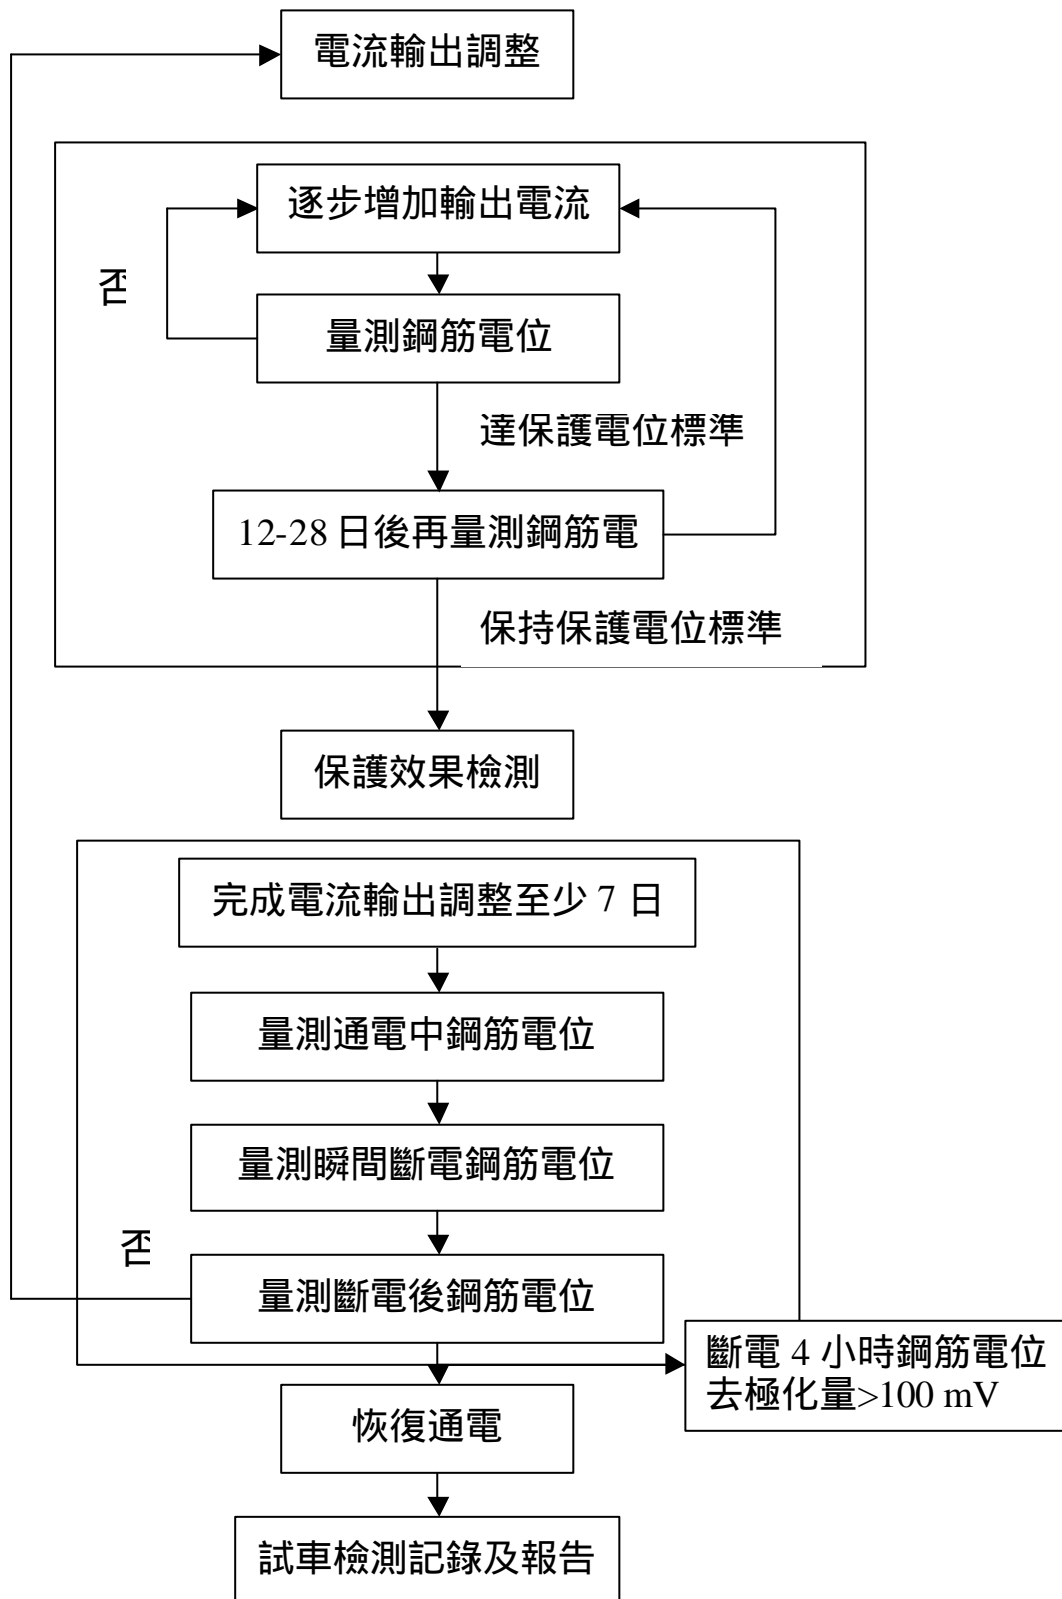 電流輸出調整
逐步增加輸出電流
否
量測鋼筋電位
達保護電位標準
12-28 日後再量測鋼筋電
保持保護電位標準
保護效果檢測
完成電流輸出調整至少 7 日
量測通電中鋼筋電位
量測瞬間斷電鋼筋電位
否
量測斷電後鋼筋電位
斷電 4 小時鋼筋電位
去極化量>100 mV
恢復通電
試車檢測記錄及報告